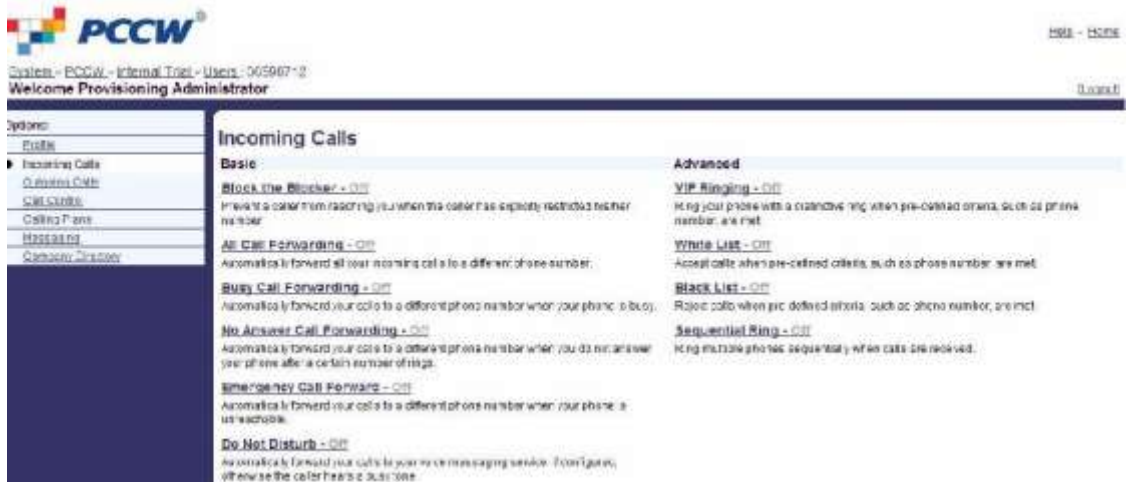 PCCW®
Help - Home
System - PCCW - Internal Trial - Users :
Welcome Provisioning Administrator
[Logout]
Options:
Profile
Incoming Calls
Outgoing Calls
Call Control
Calling Plans
Messaging
Company Directory
Incoming Calls
Basic
Block the Blocker - Off
Prevent a caller from reaching you when the caller has explicitly restricted his/her
number
All Call Forwarding - Off
Automatically forward all your incoming calls to a different phone number.
Busy Call Forwarding - Off
Automatically forward your calls to a different phone number when your phone is busy.
No Answer Call Forwarding - Off
Automatically forward your calls to a different phone number when you do not answer
your phone after a certain number of rings.
Emergency Call Forward - Off
Automatically forward your calls to a different phone number when your phone is
unreachable.
Do Not Disturb - Off
Automatically forward your calls to your voice messaging service, if configured,
otherwise the caller hears a busy tone
Advanced
VIP Ringing - Off
Ring your phone with a distinctive ring when pre-defined criteria, such as phone
number, are met
White List - Off
Accept calls when pre-defined criteria, such as phone number are met
Black List - Off
Reject calls when pre-defined criteria, such as phone number, are met
Sequential Ring - Off
Ring multiple phones sequentially when calls are received.